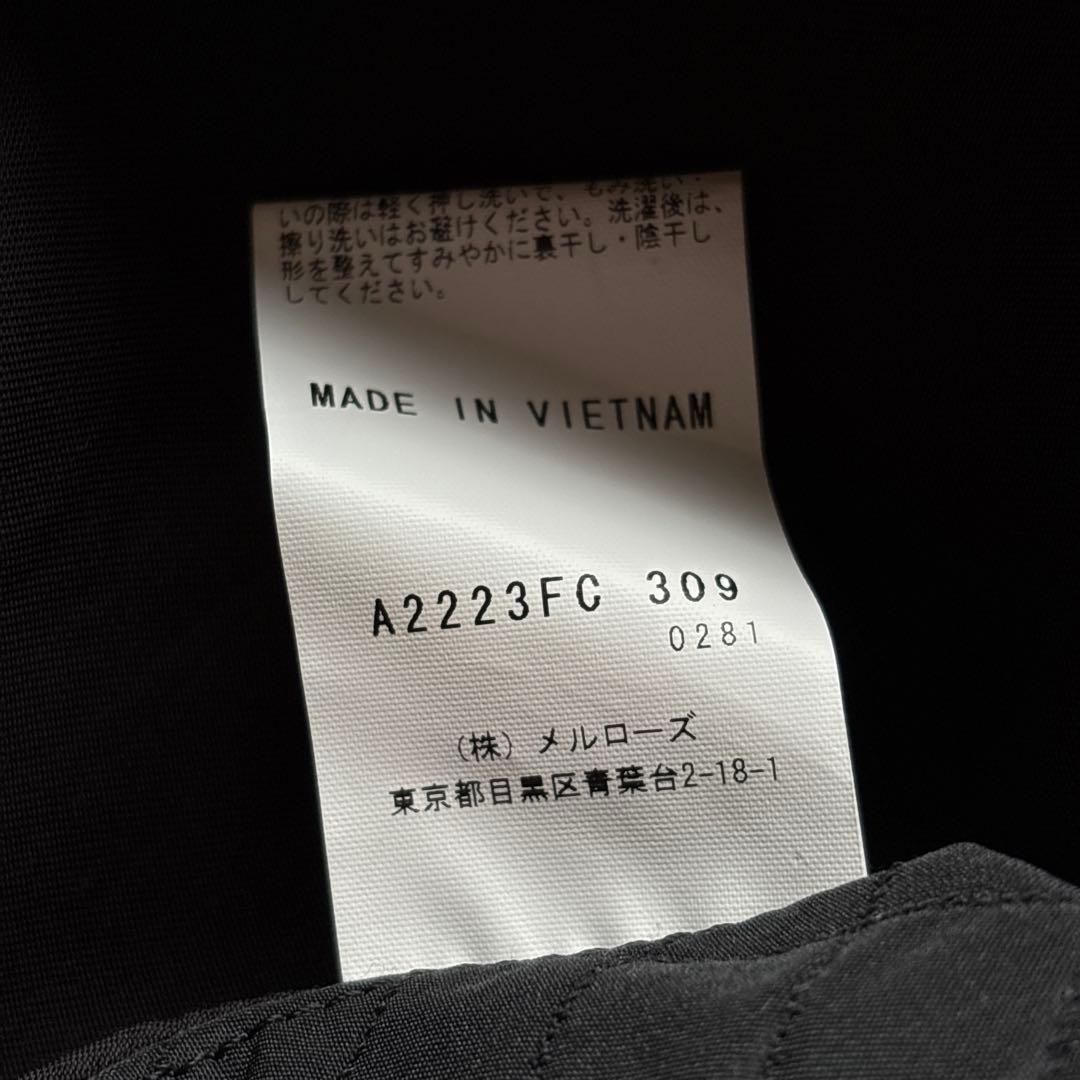 いの際は軽く押し洗いで、もみ洗い・
擦り洗いはお避けください。洗濯後は、
形を整えてすみやかに裏干し・陰干し
してください。
MADE IN VIETNAM
A2223FC 309
0281
(株) メルローズ
東京都目黒区青葉台2-18-1